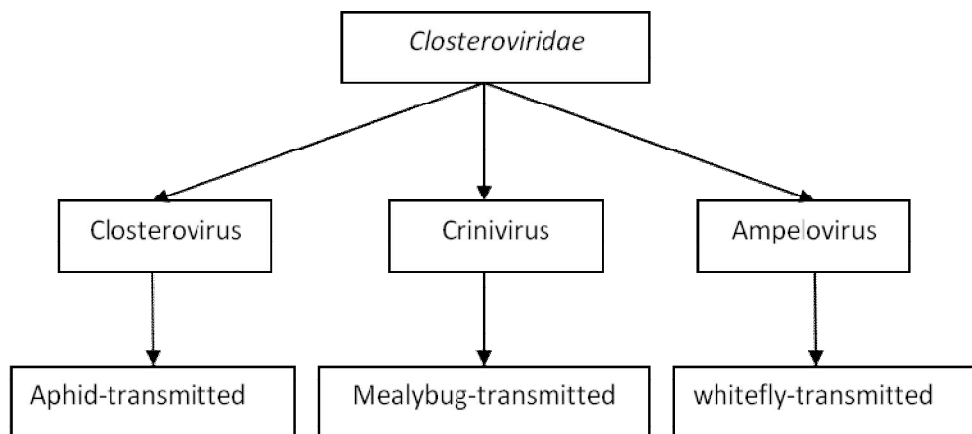 Closteroviridae
Closterovirus
Crinivirus
Ampelovirus
Aphid-transmitted
Mealybug-transmitted
whitefly-transmitted